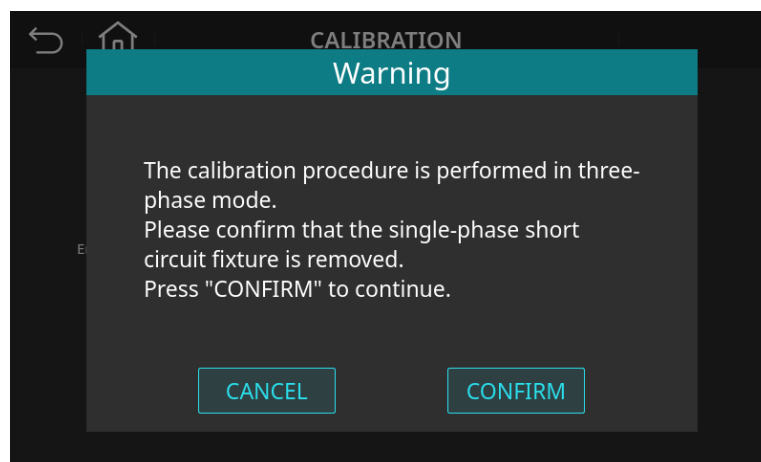 CALIBRATION
Warning
The calibration procedure is performed in three-
phase mode.
Please confirm that the single-phase short
circuit fixture is removed.
Press "CONFIRM" to continue.
CANCEL CONFIRM